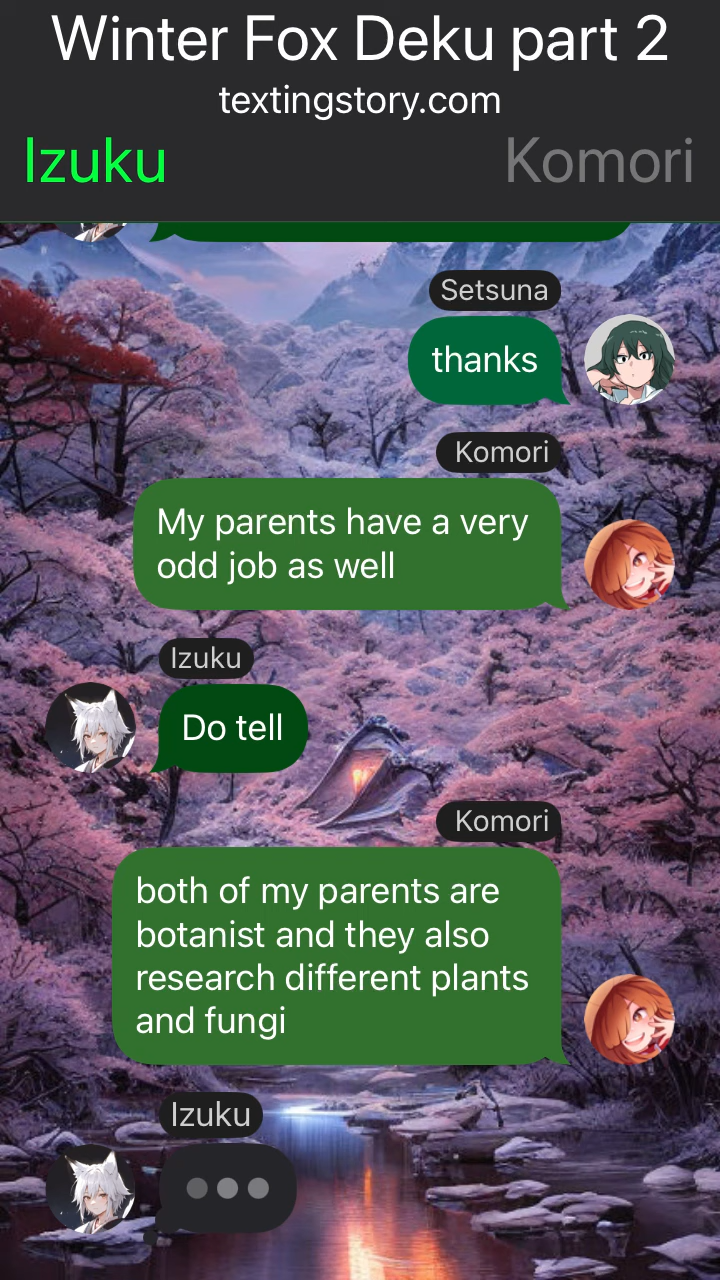 Winter Fox Deku part 2
textingstory.com
Izuku
Komori
Setsuna
thanks
Komori
My parents have a very
odd job as well
Izuku
Do tell
Komori
both of my parents are
botanist and they also
research different plants
and fungi
Izuku